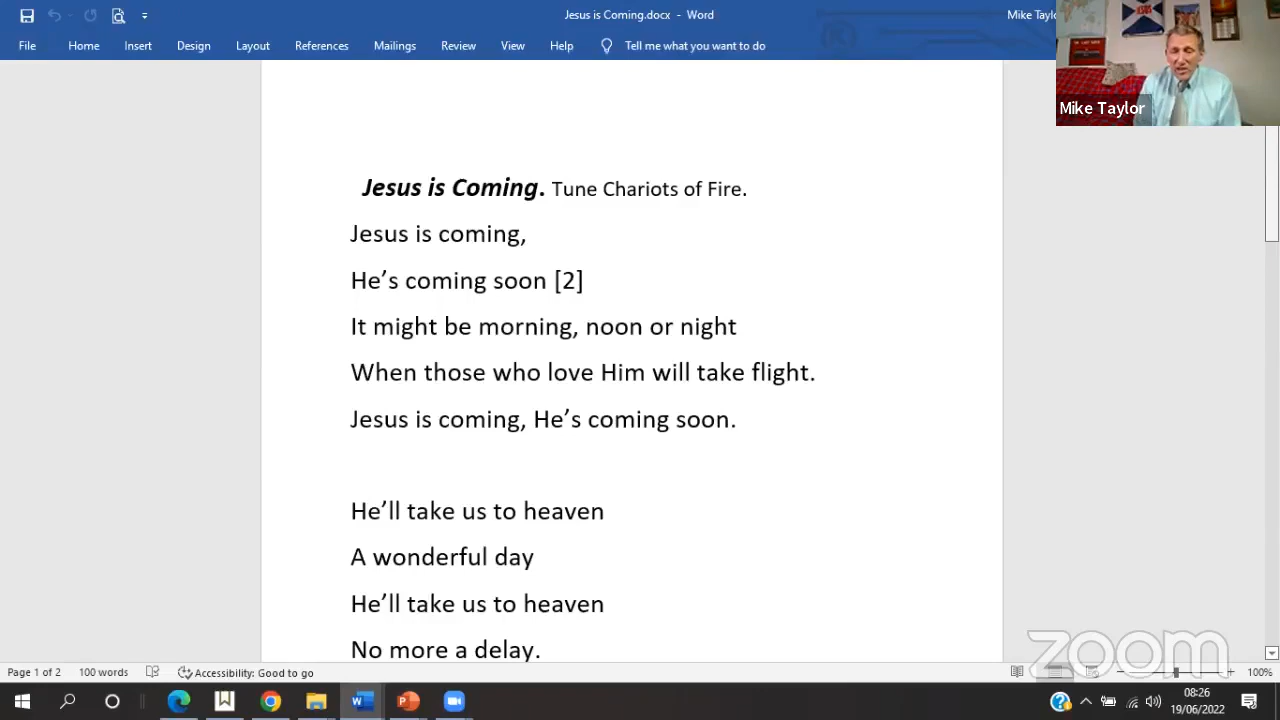 Jesus is Coming.docx - Word
Mike Taylo
File Home Insert Design Layout References Mailings Review View Help Tell me what you want to do
Mike Taylor
Jesus is Coming. Tune Chariots of Fire.
Jesus is coming,
He’s coming soon [2]
It might be morning, noon or night
When those who love Him will take flight.
Jesus is coming, He’s coming soon.
He’ll take us to heaven
A wonderful day
He’ll take us to heaven
No more a delay.
zoom
Page 1 of 2 100 words Accessibility: Good to go 100%
08:26
19/06/2022